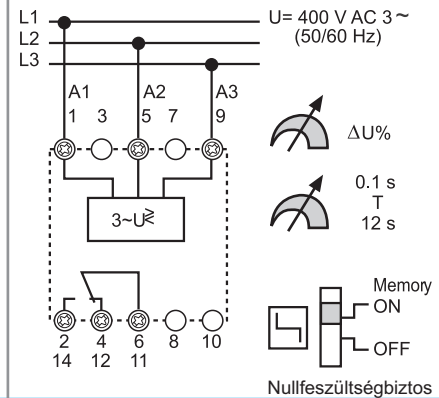 L1
U= 400 V AC 3~
L2
(50/60 Hz)
L3
A1 A2 A3
1 3 5 7 9
ΔU%
0.1 s
T
12 s
3~U≷
Memory
ON
OFF
2 4 6 8 10
14 12 11
Nullfeszültségbiztos